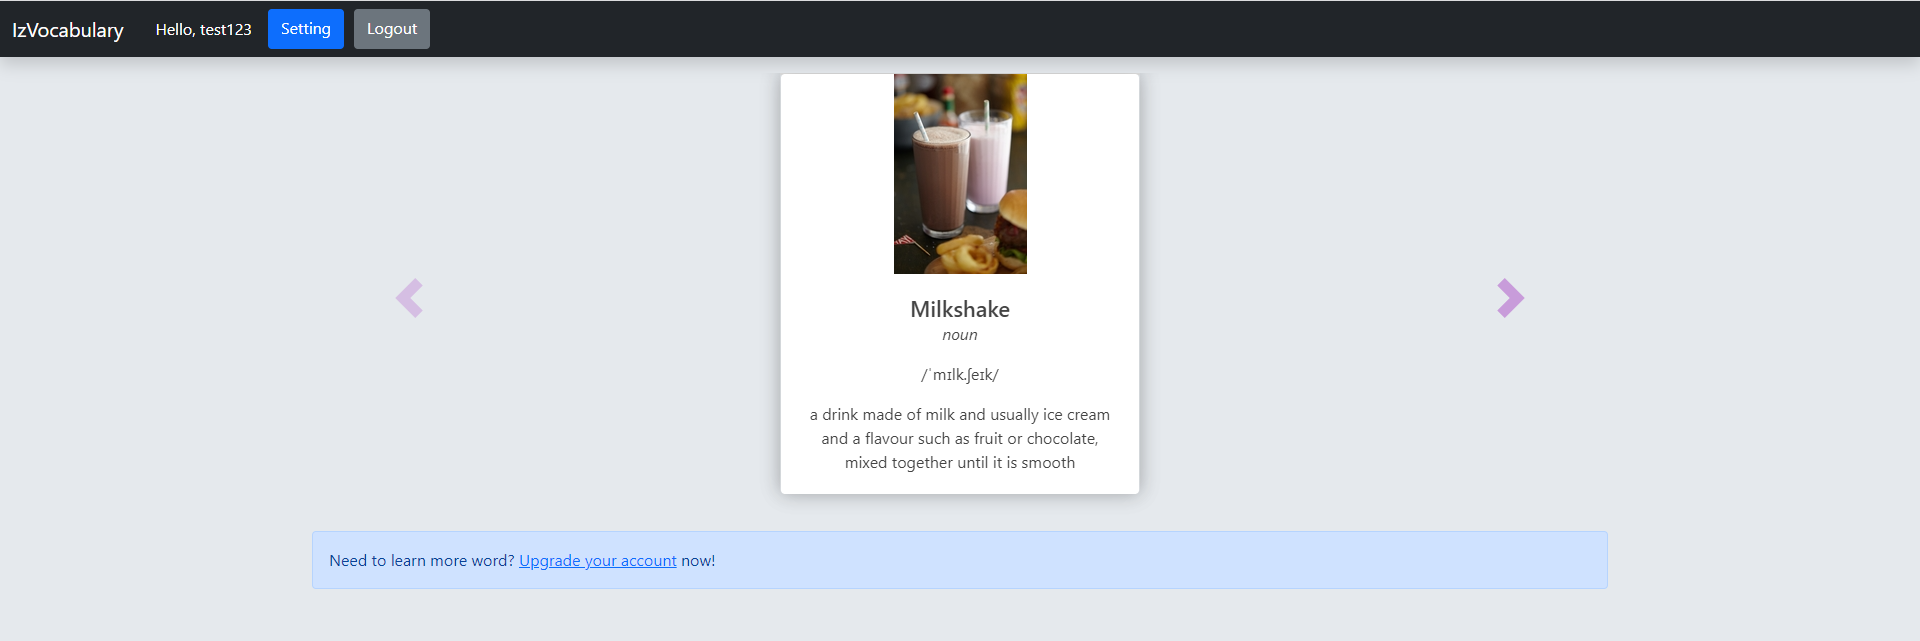 IzVocabulary Hello, test123 Setting Logout
Milkshake
noun
/ˈmɪlk.ʃeɪk/
a drink made of milk and usually ice cream
and a flavour such as fruit or chocolate,
mixed together until it is smooth
Need to learn more word? Upgrade your account now!